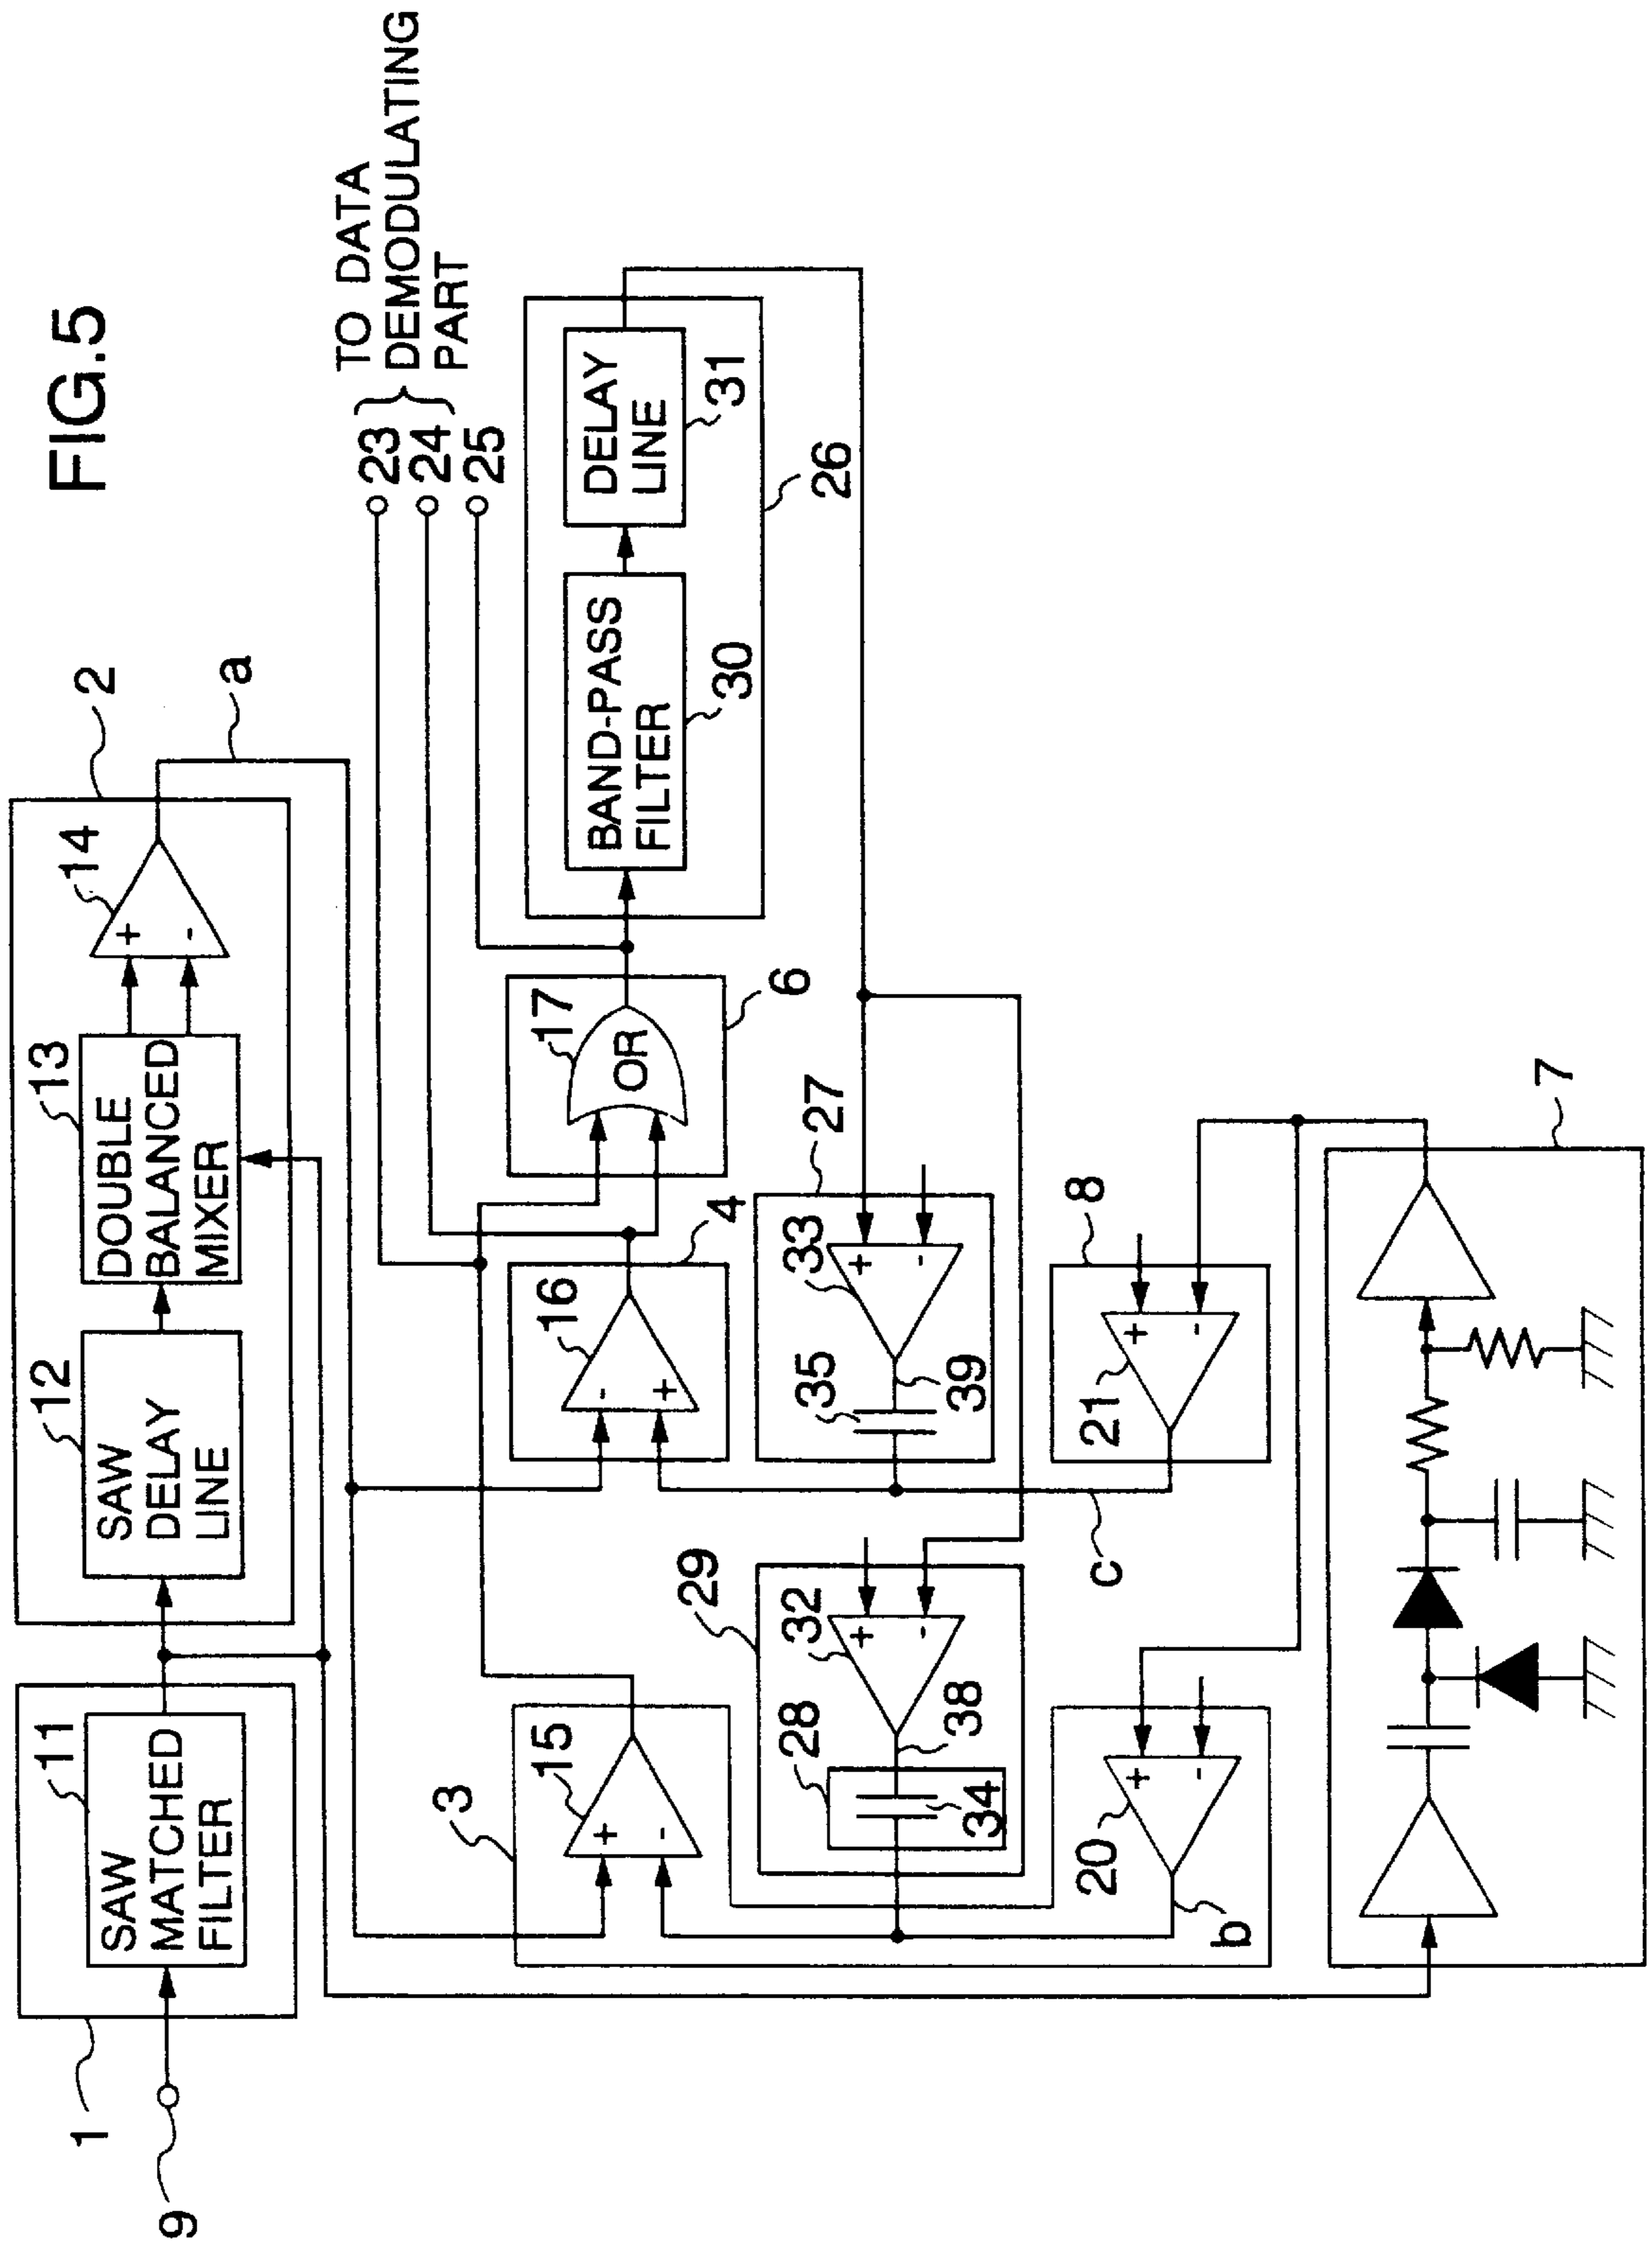 FIG.5
1
9
11
SAW
MATCHED
FILTER
2
12
SAW
DELAY
LINE
13
DOUBLE
BALANCED
MIXER
14
+
-
a
TO DATA
DEMODULATING
PART
23
24
25
3
15
+
-
4
16
-
+
6
17
OR
26
BAND-PASS
FILTER
30
DELAY
LINE
31
29
28
34
38
32
+
-
27
35
39
33
+
-
c
8
21
+
-
20
+
-
b
7